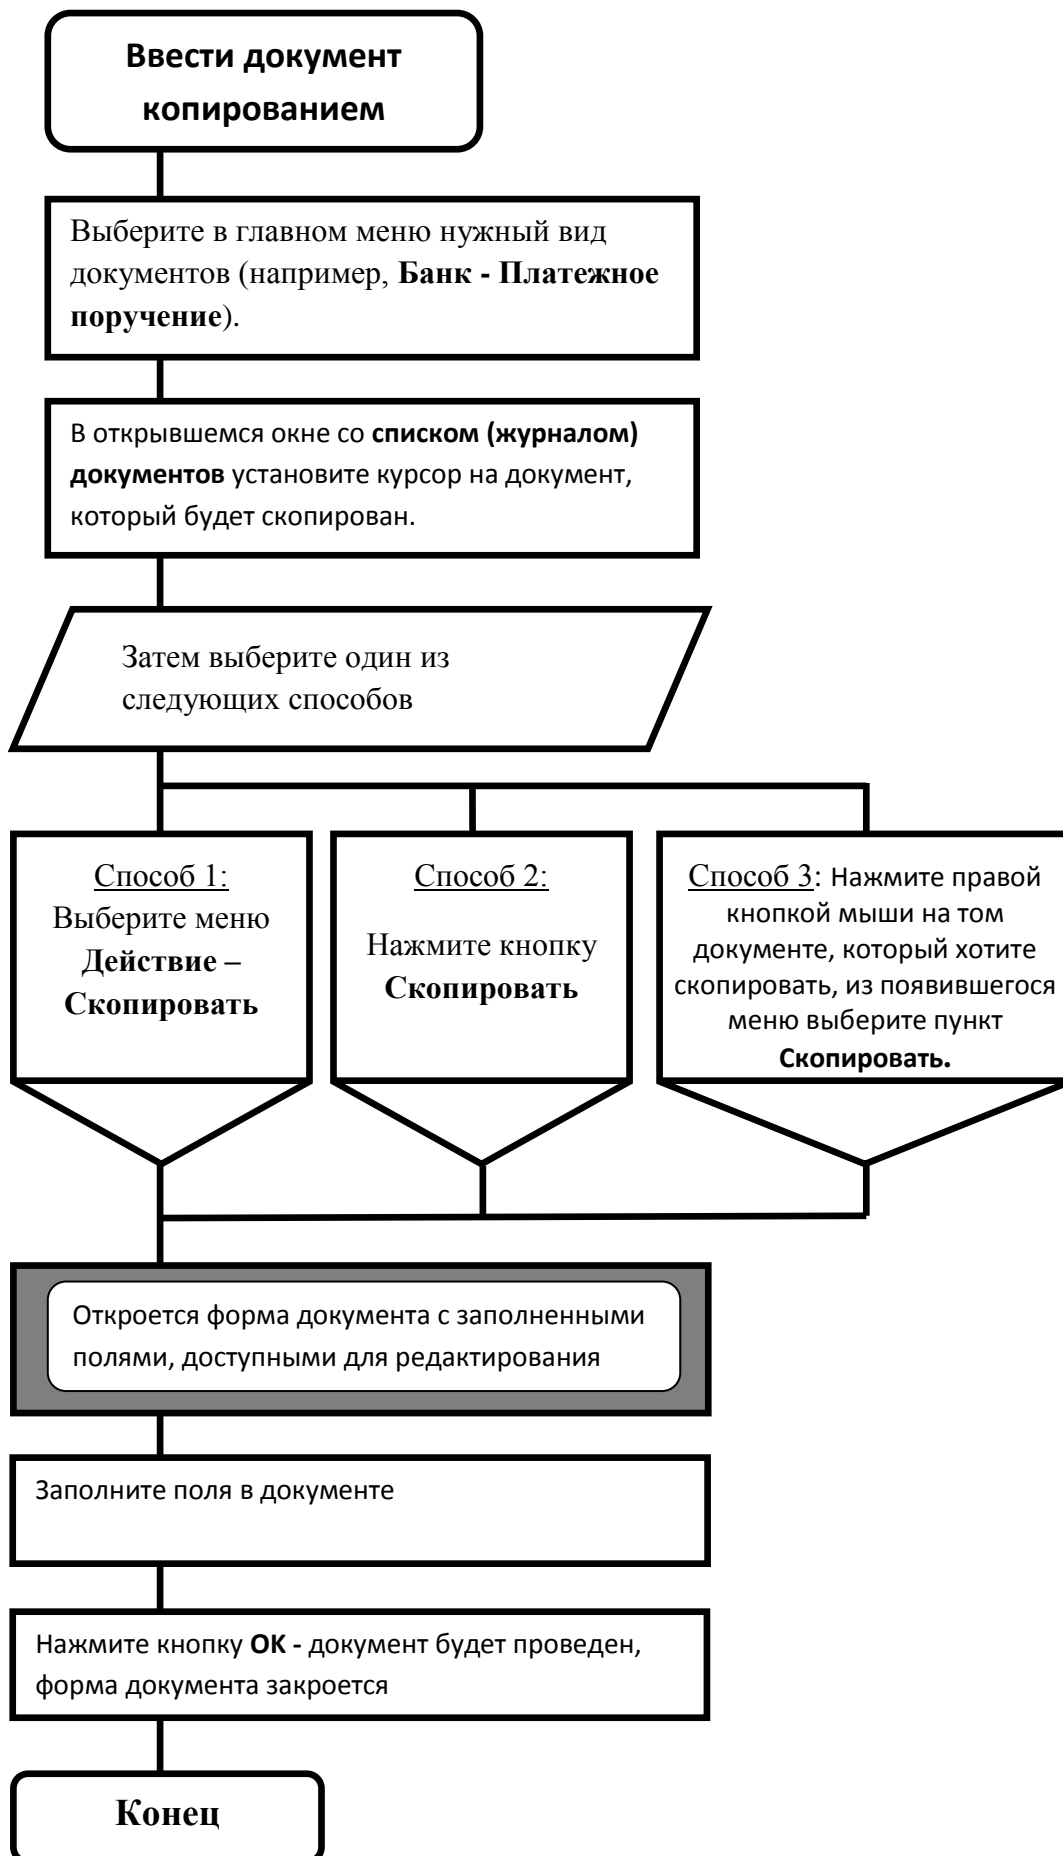 Ввести документ
копированием
Выберите в главном меню нужный вид
документов (например, Банк - Платежное
поручение).
В открывшемся окне со списком (журналом)
документов установите курсор на документ,
который будет скопирован.
Затем выберите один из
следующих способов
Способ 1:
Выберите меню
Действие –
Скопировать
Способ 2:
Нажмите кнопку
Скопировать
Способ 3: Нажмите правой
кнопкой мыши на том
документе, который хотите
скопировать, из появившегося
меню выберите пункт
Скопировать.
Откроется форма документа с заполненными
полями, доступными для редактирования
Заполните поля в документе
Нажмите кнопку ОК - документ будет проведен,
форма документа закроется
Конец